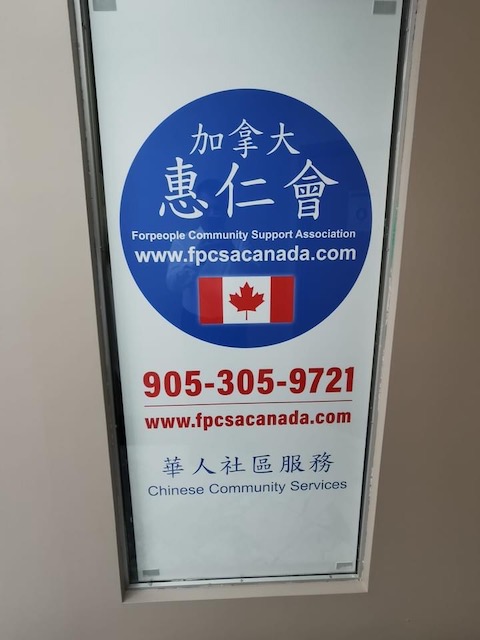 加拿大
惠仁會
Forpeople Community Support Association
www.fpcsacanada.com
905-305-9721
www.fpcsacanada.com
華人社區服務
Chinese Community Services